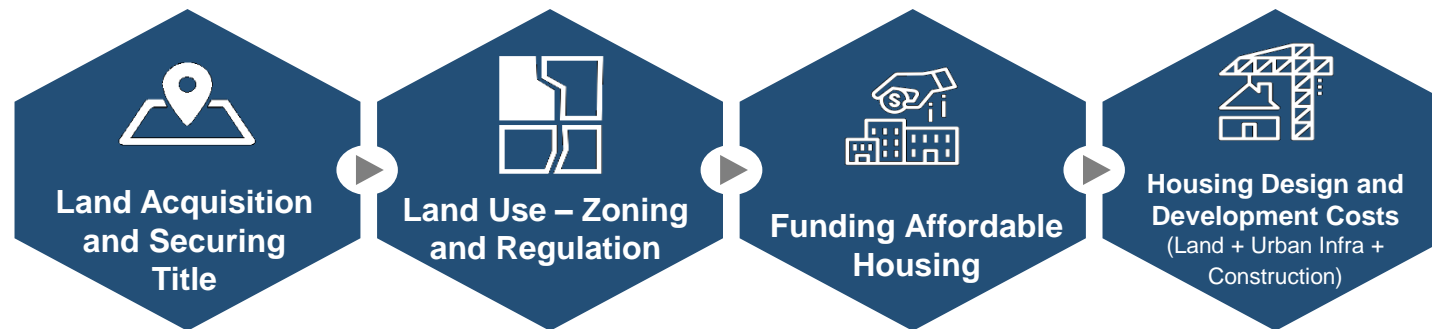 Land Acquisition
and Securing
Title
Land Use – Zoning
and Regulation
$
Funding Affordable
Housing
Housing Design and
Development Costs
(Land + Urban Infra +
Construction)